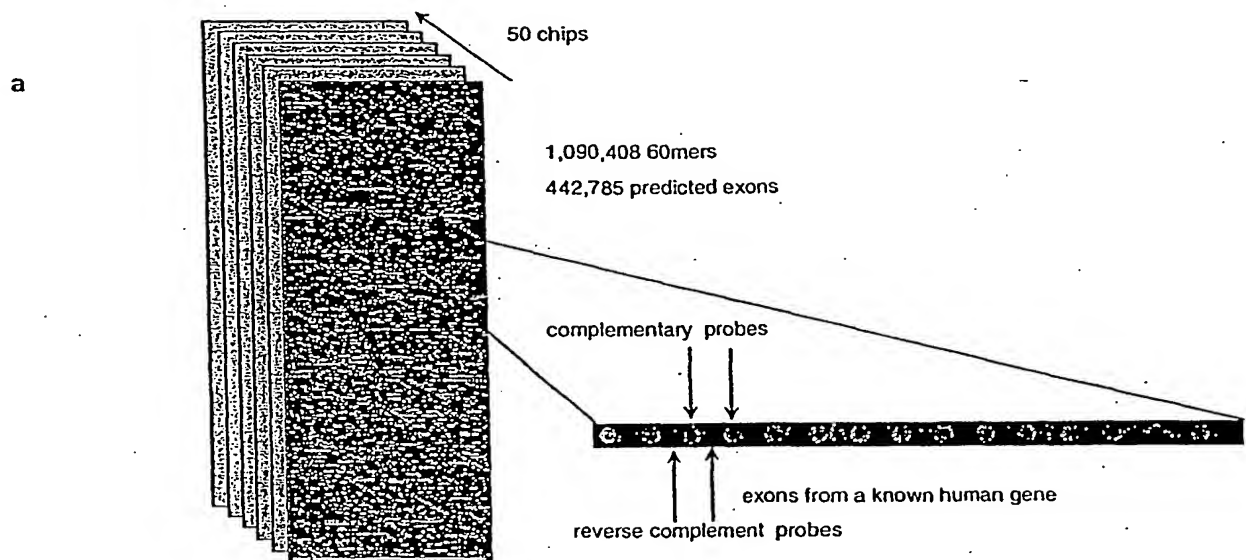 a
50 chips
1,090,408 60mers
442,785 predicted exons
complementary probes
exons from a known human gene
reverse complement probes